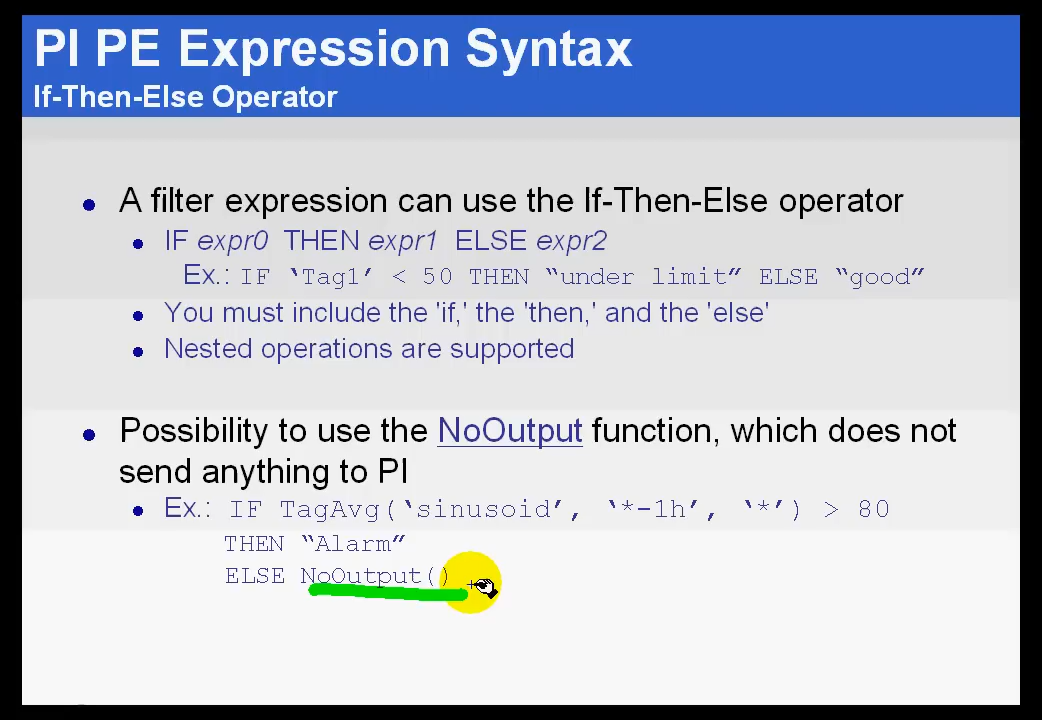 PI PE Expression Syntax
If-Then-Else Operator
• A filter expression can use the If-Then-Else operator
• IF expr0 THEN expr1 ELSE expr2
Ex.: IF ‘Tag1’ < 50 THEN “under limit” ELSE “good”
• You must include the 'if,' the 'then,' and the 'else'
• Nested operations are supported
• Possibility to use the NoOutput function, which does not
send anything to PI
• Ex.: IF TagAvg(‘sinusoid’, ‘*-1h’, ‘*’) > 80
THEN “Alarm”
ELSE NoOutput()